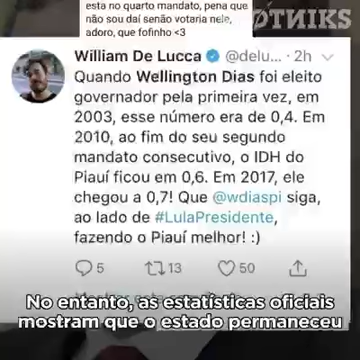 esta no quarto mandato, pena que
não sou daí senão votaria nele,
adoro, que fofinho <3
SPOTNIKS
William De Lucca @delu... · 2h
Quando Wellington Dias foi eleito
governador pela primeira vez, em
2003, esse número era de 0,4. Em
2010, ao fim do seu segundo
mandato consecutivo, o IDH do
Piauí ficou em 0,6. Em 2017, ele
chegou a 0,7! Que @wdiaspi siga,
ao lado de #LulaPresidente,
fazendo o Piauí melhor! :)
5 13 50
No entanto, as estatísticas oficiais
mostram que o estado permaneceu